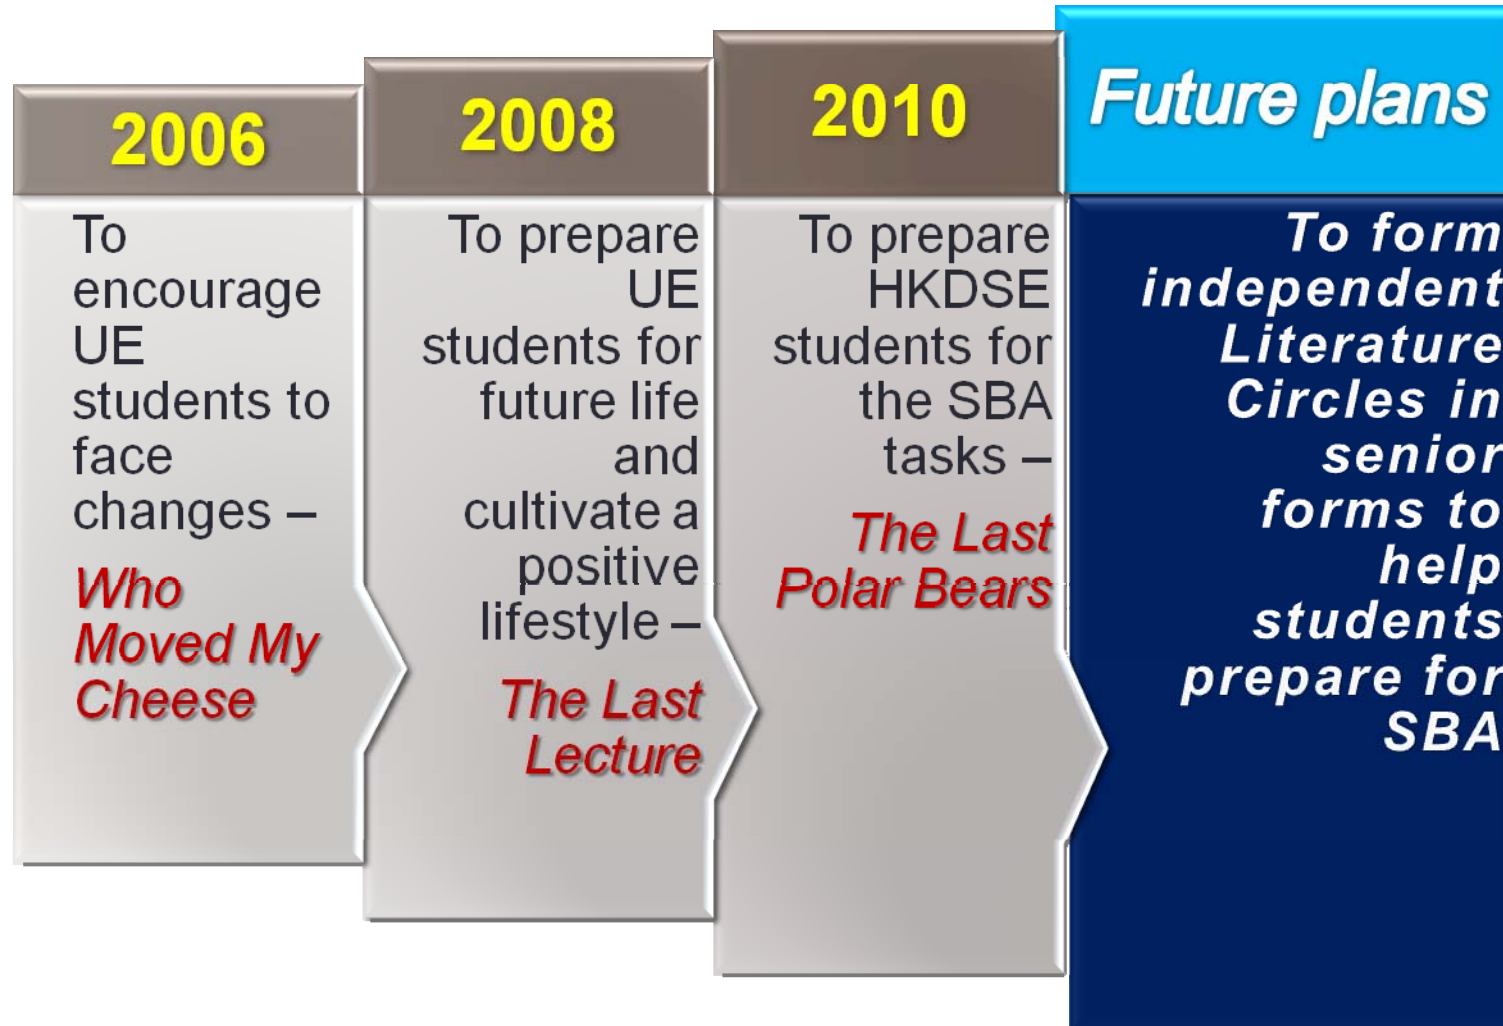 2006
To
encourage
UE
students to
face
changes –
Who
Moved My
Cheese
2008
To prepare
UE
students for
future life
and
cultivate a
positive
lifestyle –
The Last
Lecture
2010
To prepare
HKDSE
students for
the SBA
tasks –
The Last
Polar Bears
Future plans
To form
independent
Literature
Circles in
senior
forms to
help
students
prepare for
SBA